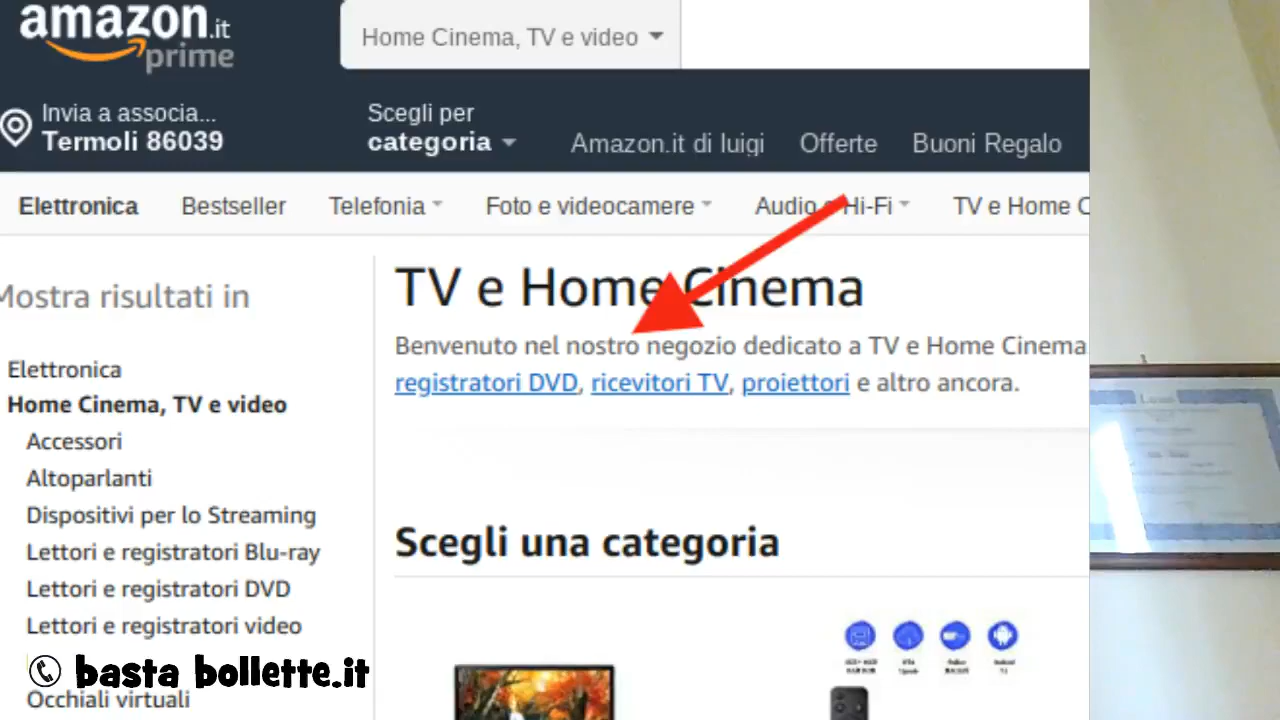 amazon.it
prime
Home Cinema, TV e video
Invia a associa...
Termoli 86039
Scegli per
categoria
Amazon.it di luigi
Offerte
Buoni Regalo
Elettronica
Bestseller
Telefonia
Foto e videocamere
Audio e Hi-Fi
TV e Home C
Mostra risultati in
Elettronica
Home Cinema, TV e video
Accessori
Altoparlanti
Dispositivi per lo Streaming
Lettori e registratori Blu-ray
Lettori e registratori DVD
Lettori e registratori video
basta bollette.it
Occhiali virtuali
TV e Home Cinema
Benvenuto nel nostro negozio dedicato a TV e Home Cinema
registratori DVD, ricevitori TV, proiettori e altro ancora.
Scegli una categoria